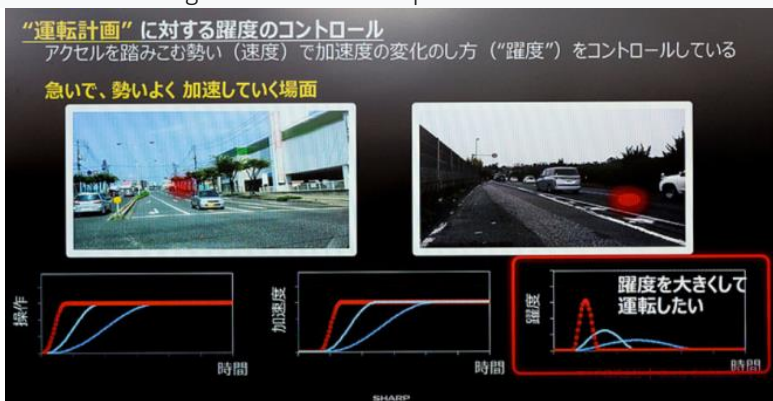 “運転計画” に対する躍度のコントロール
アクセルを踏みこむ勢い（速度）で加速度の変化のし方（“躍度”）をコントロールしている
急いで、勢いよく 加速していく場面
操作
時間
加速度
時間
躍度
躍度を大きくして
運転したい
時間
SHARP